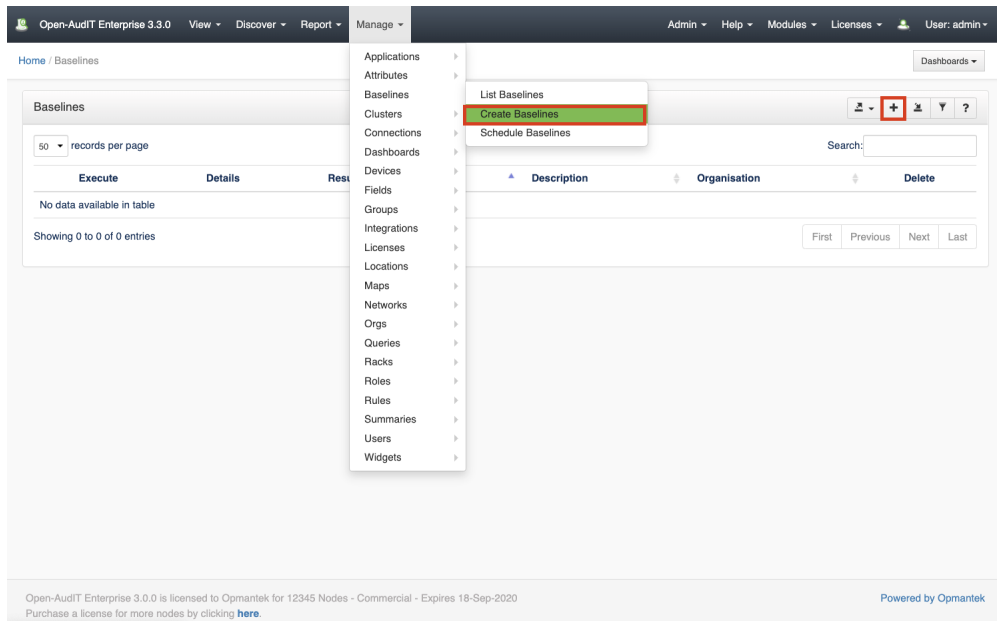 Open-AudIT Enterprise 3.3.0 View Discover Report Manage Admin Help Modules Licenses User: admin
Home / Baselines
Dashboards
Applications
Attributes
Baselines
Clusters
Connections
Dashboards
Devices
Fields
Groups
Integrations
Licenses
Locations
Maps
Networks
Orgs
Queries
Racks
Roles
Rules
Summaries
Users
Widgets
List Baselines
Create Baselines
Schedule Baselines
Baselines
+ ?
50 records per page
Search:
Execute Details Resu Description Organisation Delete
No data available in table
Showing 0 to 0 of 0 entries
First Previous Next Last
Open-AudIT Enterprise 3.0.0 is licensed to Opmantek for 12345 Nodes - Commercial - Expires 18-Sep-2020
Purchase a license for more nodes by clicking here.
Powered by Opmantek